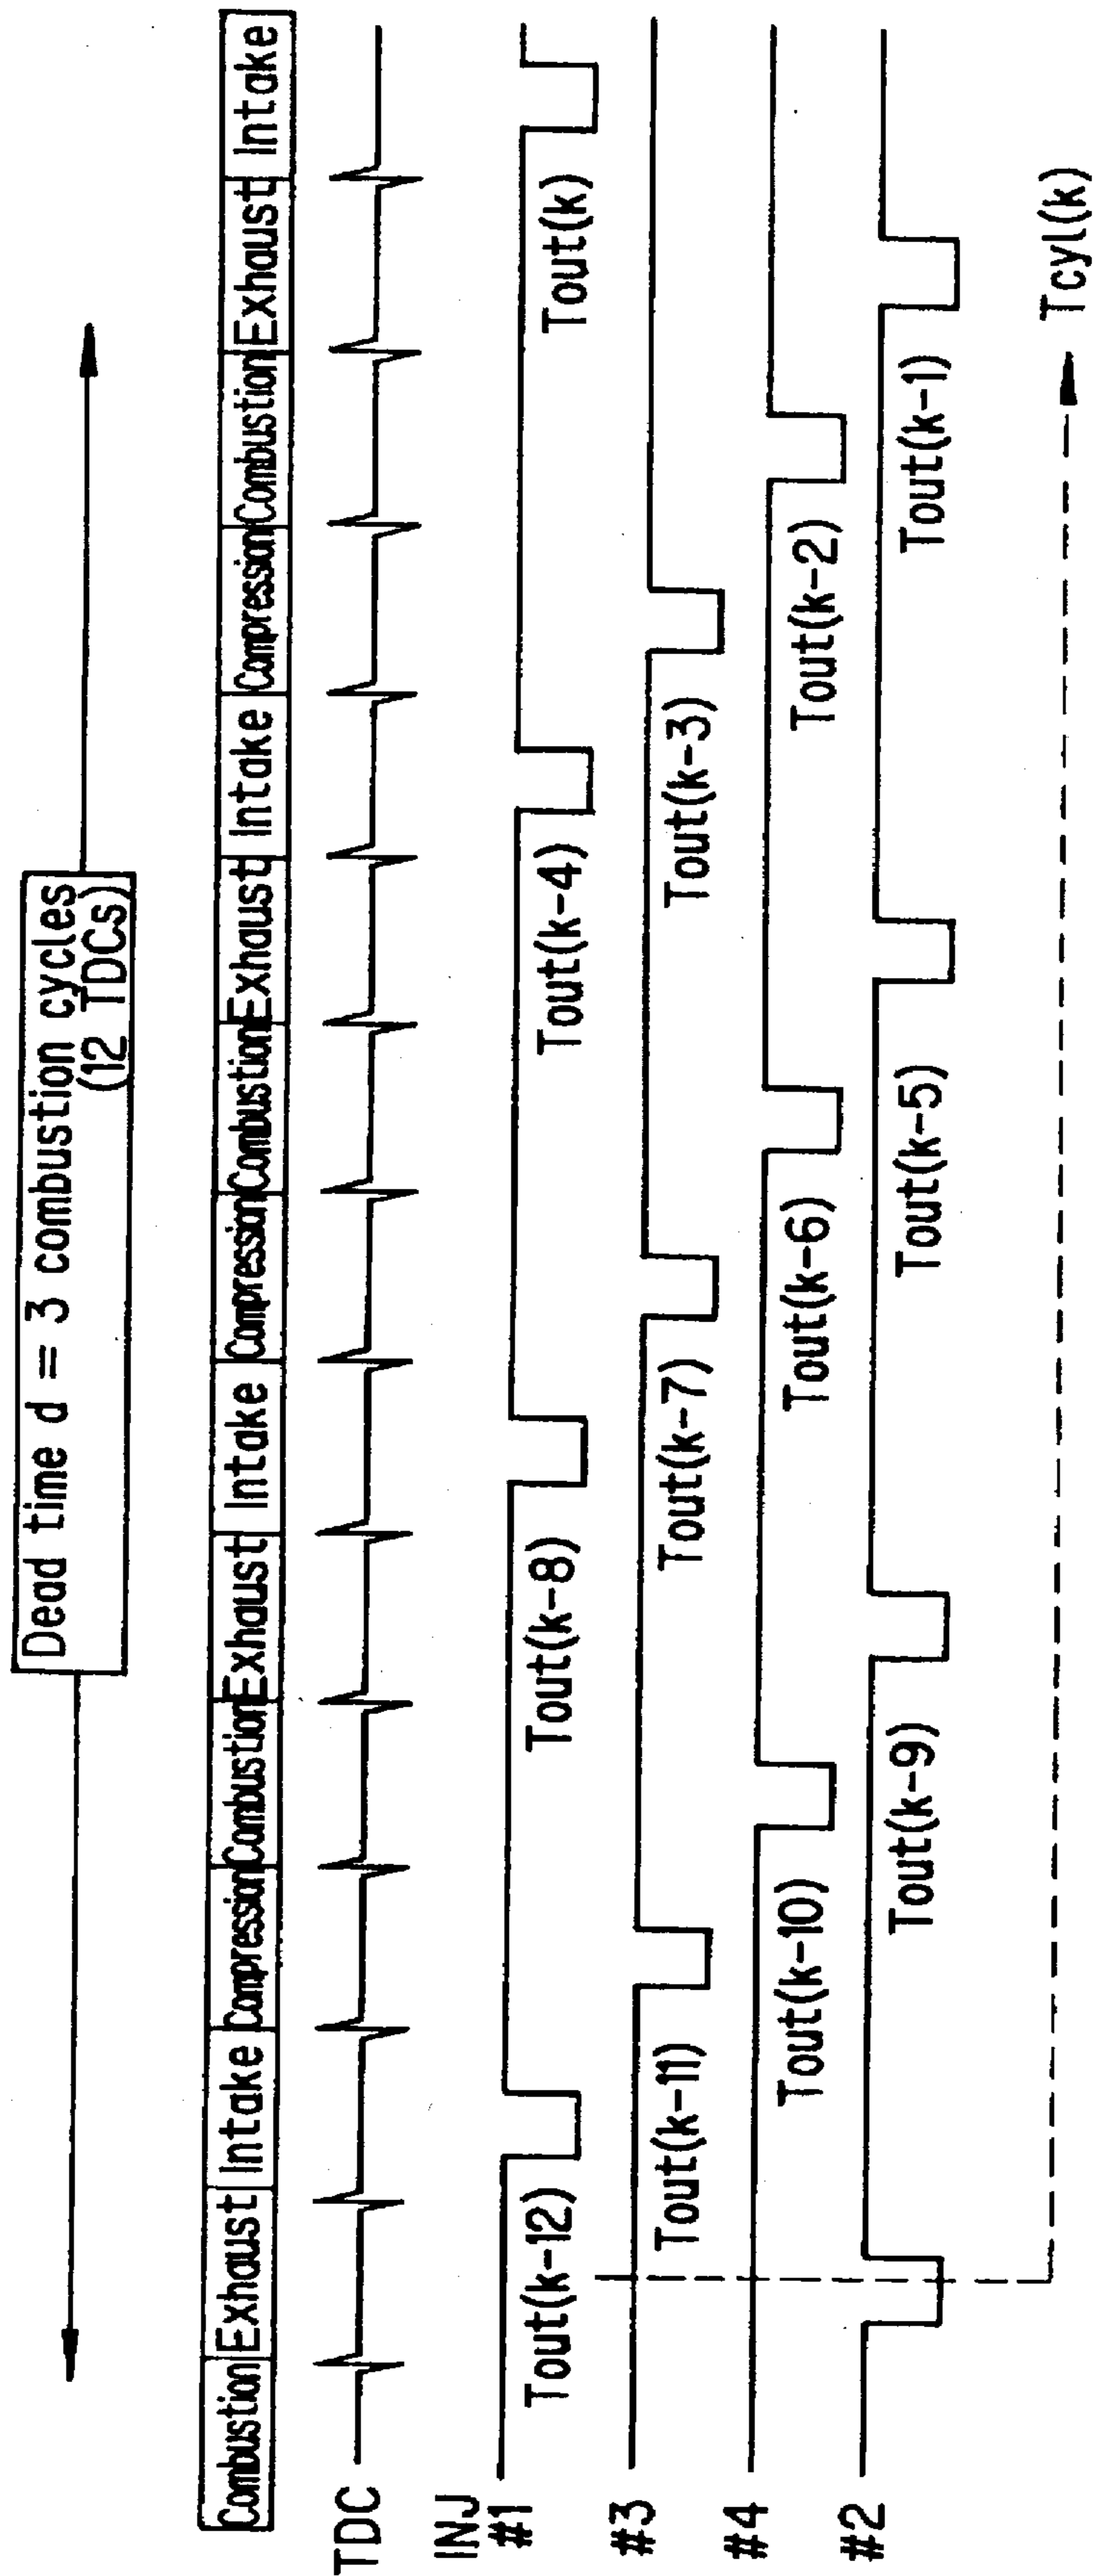 Dead time d = 3 combustion cycles
(12 TDCs)
Combustion Exhaust Intake Compression Combustion Exhaust Intake Compression Combustion Exhaust Intake Compression Combustion Exhaust Intake
TDC
INJ
#1
Tout(k-12) Tout(k-8) Tout(k-4) Tout(k)
#3
Tout(k-11) Tout(k-7) Tout(k-3)
#4
Tout(k-10) Tout(k-6) Tout(k-2)
#2
Tout(k-9) Tout(k-5) Tout(k-1)
Tcyl(k)